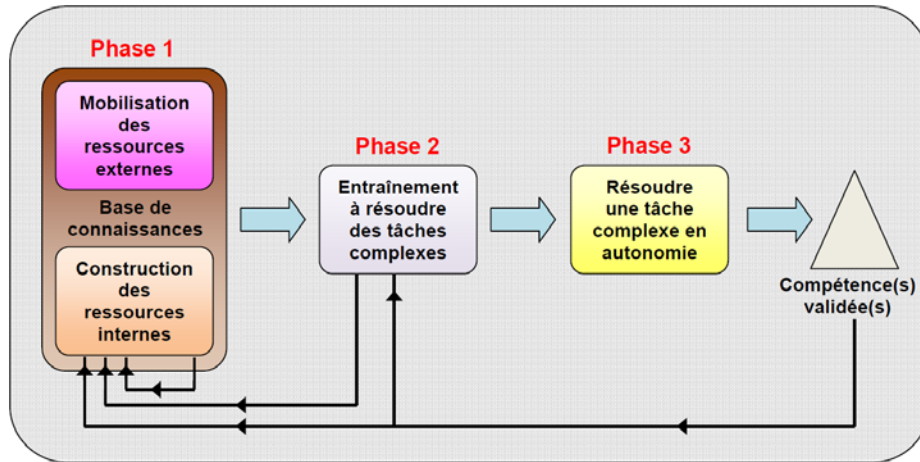 Phase 1
Mobilisation
des
ressources
externes
Base de
connaissances
Construction
des
ressources
internes
Phase 2
Entraînement
à résoudre
des tâches
complexes
Phase 3
Résoudre
une tâche
complexe en
autonomie
Compétence(s)
validée(s)